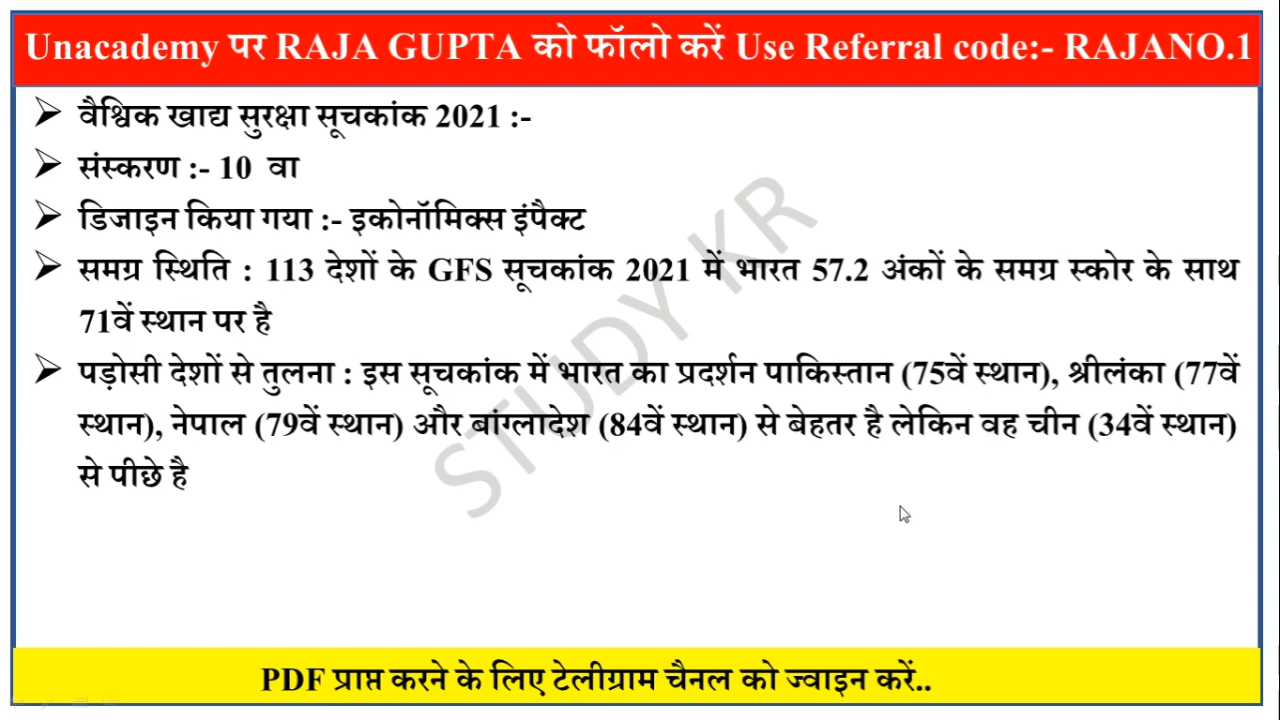 Unacademy पर RAJA GUPTA को फॉलो करें Use Referral code:- RAJANO.1
➢ वैश्विक खाद्य सुरक्षा सूचकांक 2021 :-
➢ संस्करण :- 10 वा
➢ डिजाइन किया गया :- इकोनॉमिक्स इंपैक्ट
➢ समग्र स्थिति : 113 देशों के GFS सूचकांक 2021 में भारत 57.2 अंकों के समग्र स्कोर के साथ
71वें स्थान पर है
➢ पड़ोसी देशों से तुलना : इस सूचकांक में भारत का प्रदर्शन पाकिस्तान (75वें स्थान), श्रीलंका (77वें
स्थान), नेपाल (79वें स्थान) और बांग्लादेश (84वें स्थान) से बेहतर है लेकिन वह चीन (34वें स्थान)
से पीछे है
STUDY KR
PDF प्राप्त करने के लिए टेलीग्राम चैनल को ज्वाइन करें..